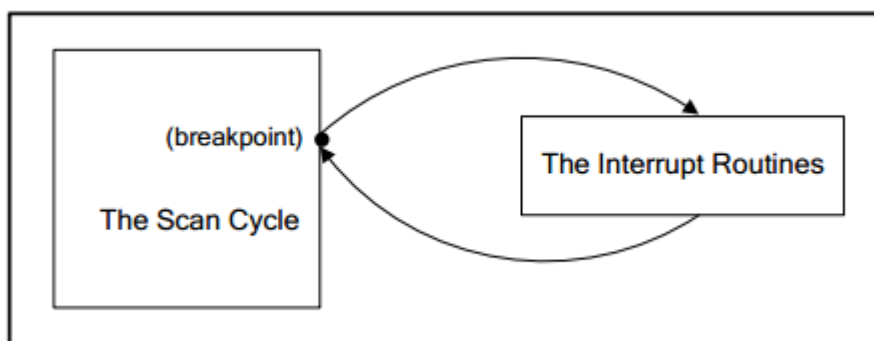 (breakpoint)
The Interrupt Routines
The Scan Cycle